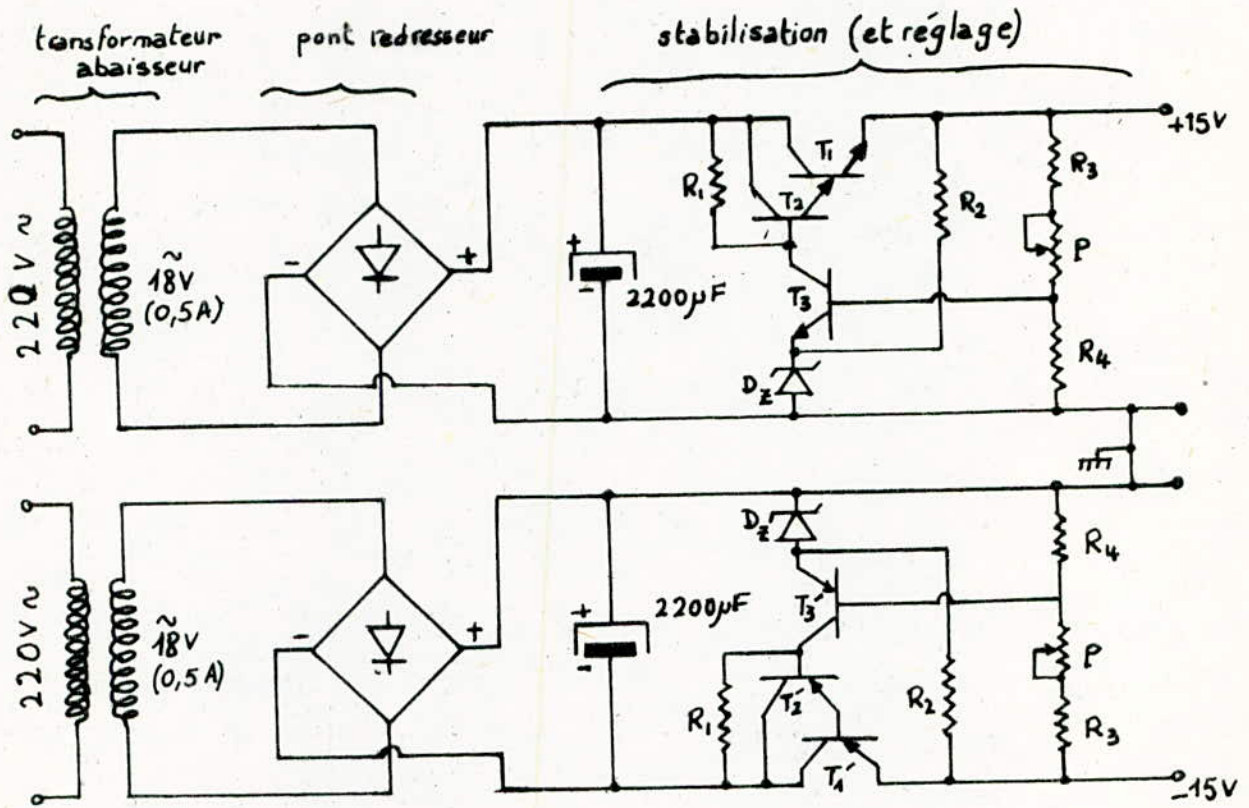 transformateur
abaisseur
pont redresseur
stabilisation (et réglage)
+15V
T1
R3
R1
T2
R2
+
-
+
P
220V~
~
18V
(0,5A)
-
2200µF
T3
R4
DZ
DZ
R4
+
2200µF
T3'
220V~
~
18V
(0,5A)
-
+
-
P
R1
T2'
R2
R3
T1'
-15V